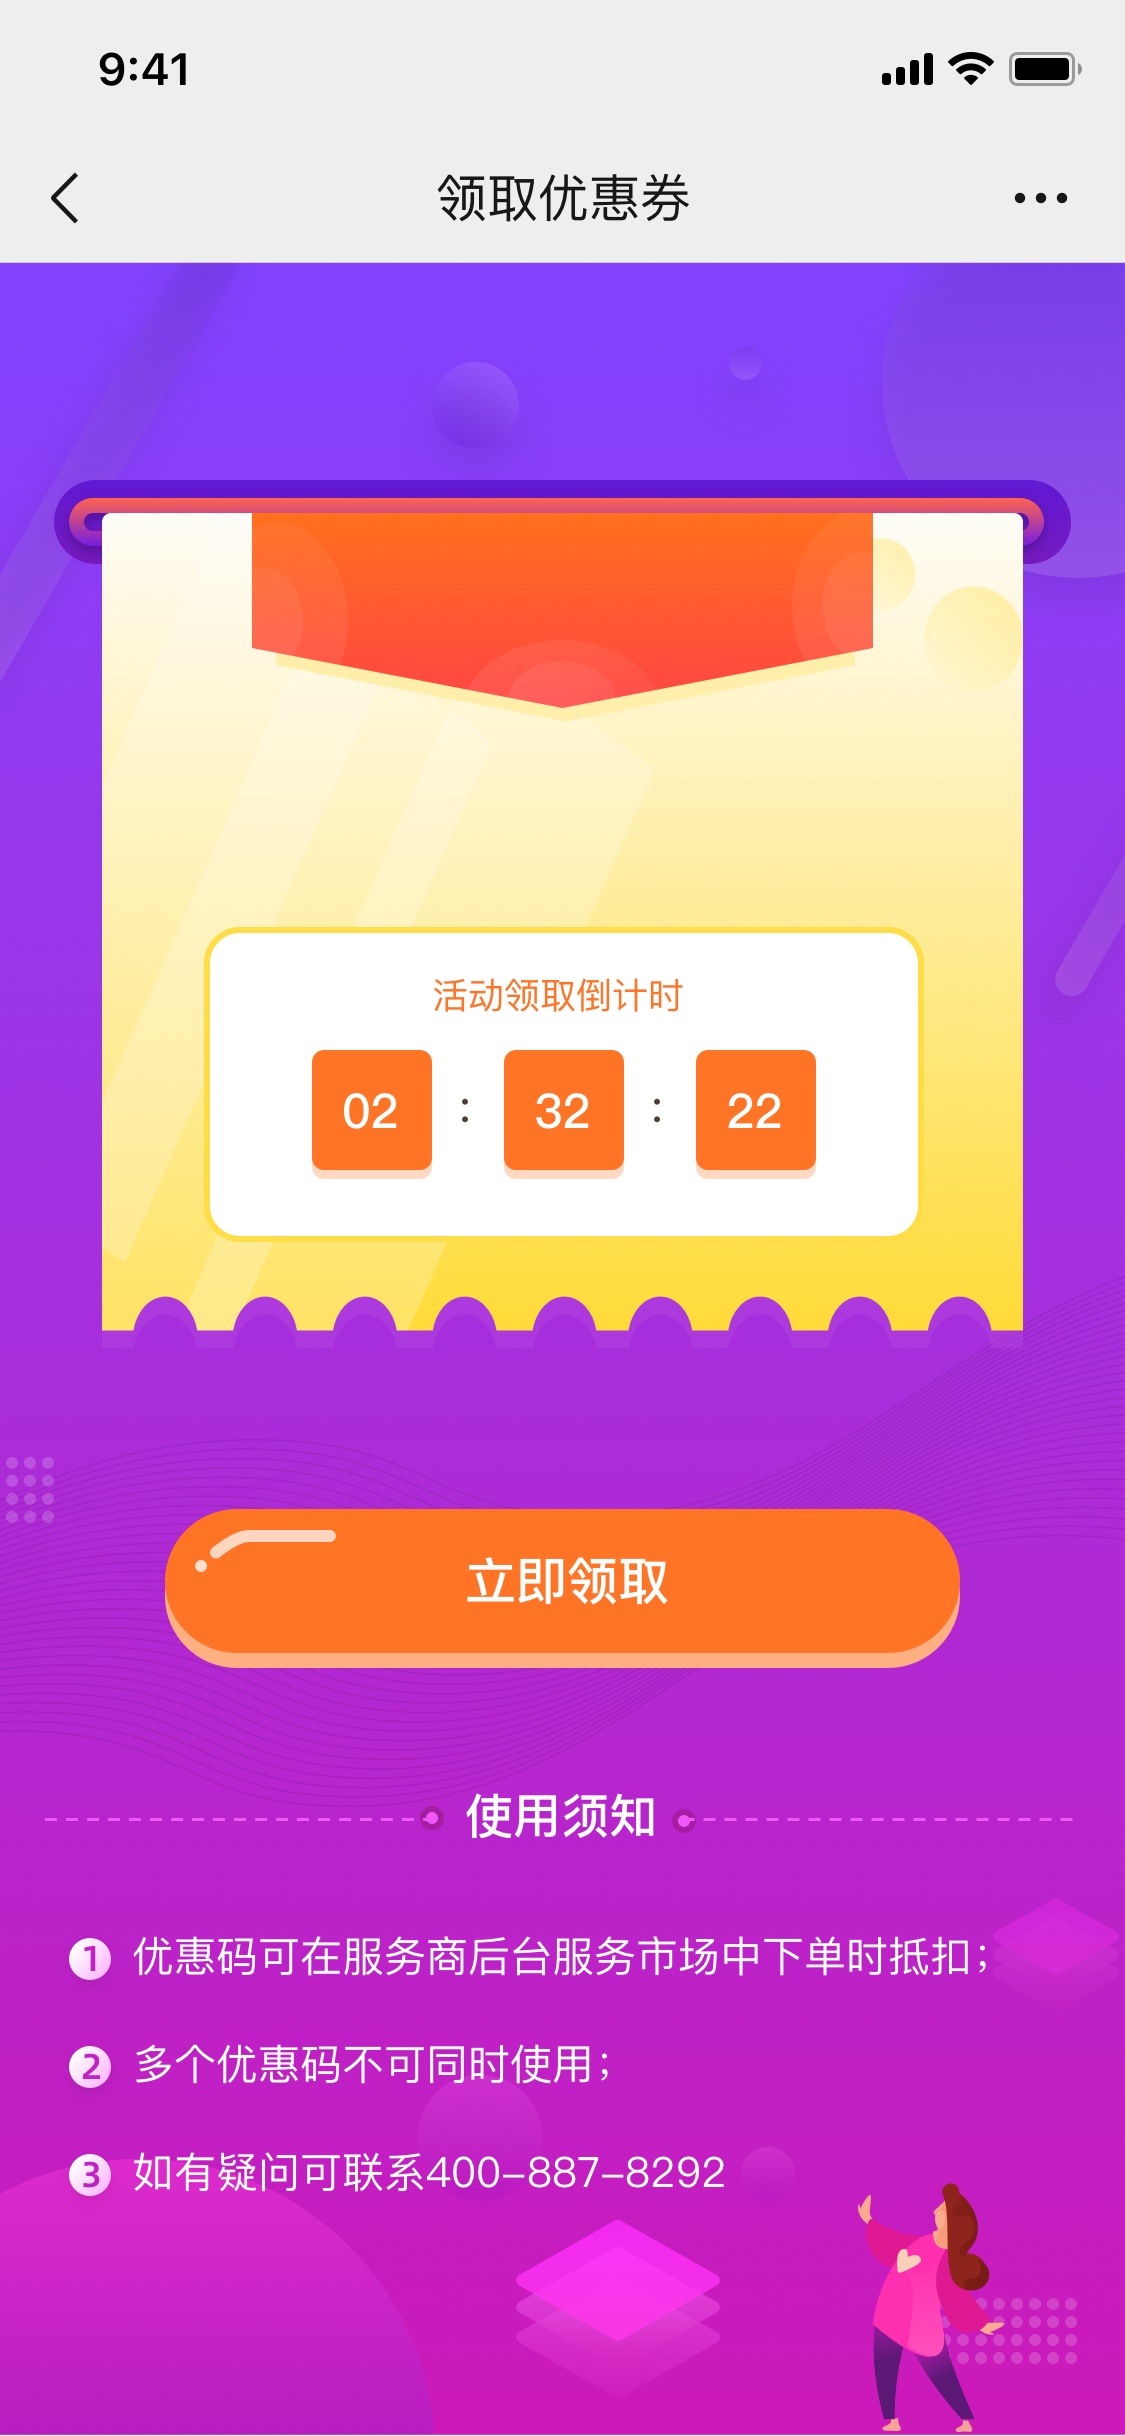 9:41
领取优惠券
活动领取倒计时
02 : 32 : 22
立即领取
使用须知
1 优惠码可在服务商后台服务市场中下单时抵扣；
2 多个优惠码不可同时使用；
3 如有疑问可联系400-887-8292